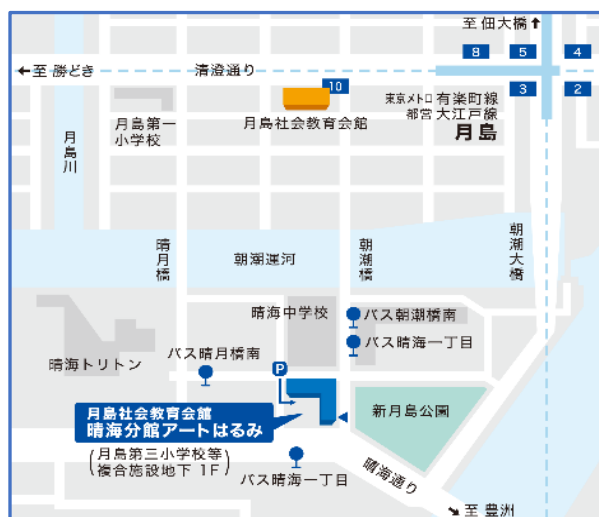 至 佃大橋↑
8
5
4
←至 勝どき
清澄通り
10
3
2
月島第一
小学校
月島社会教育会館
東京メトロ 有楽町線
都営 大江戸線
月島
月島川
晴月橋
朝潮運河
朝潮橋
朝潮大橋
晴海中学校
バス朝潮橋南
バス晴海一丁目
晴海トリトン
バス晴月橋南
P
月島社会教育会館
晴海分館アートはるみ
新月島公園
(月島第三小学校等
複合施設地下 1F)
バス晴海一丁目
晴海通り
↘至 豊洲